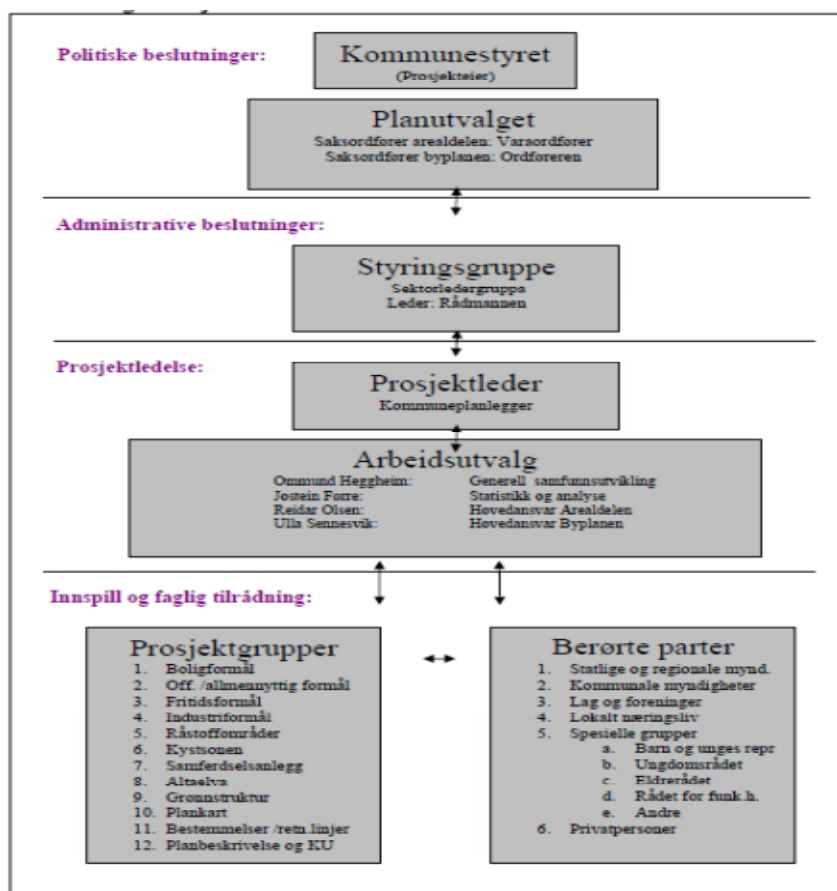 Politiske beslutninger:
Kommunestyret
(Prosjekteier)
Planutvalget
Saksordfører arealdelen: Varaordfører
Saksordfører byplanen: Ordføreren
Administrative beslutninger:
Styringsgruppe
Sektorledergruppa
Leder: Rådmannen
Prosjektledelse:
Prosjektleder
Kommuneplanlegger
Arbeidsutvalg
Ommund Heggheim: Generell samfunnsutvikling
Jostein Førre: Statistikk og analyse
Reidar Olsen: Hovedansvar Arealdelen
Ulla Sennesvik: Hovedansvar Byplanen
Innspill og faglig tilrådning:
Prosjektgrupper
1. Boligformål
2. Off. /allmennyttig formål
3. Fritidsformål
4. Industriformål
5. Råstoffområder
6. Kystsonen
7. Samferdselsanlegg
8. Altaelva
9. Grønnstruktur
10. Plankart
11. Bestemmelser /retn.linjer
12. Planbeskrivelse og KU
Berørte parter
1. Statlige og regionale mynd.
2. Kommunale myndigheter
3. Lag og foreninger
4. Lokalt næringsliv
5. Spesielle grupper
a. Barn og unges repr
b. Ungdomsrådet
c. Eldrerådet
d. Rådet for funk.h.
e. Andre
6. Privatpersoner